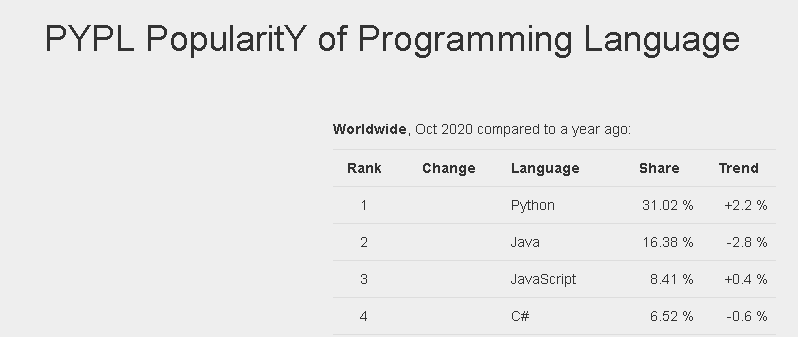 PYPL PopularitY of Programming Language
Worldwide, Oct 2020 compared to a year ago:
Rank Change Language Share Trend
1 Python 31.02 % +2.2 %
2 Java 16.38 % -2.8 %
3 JavaScript 8.41 % +0.4 %
4 C# 6.52 % -0.6 %